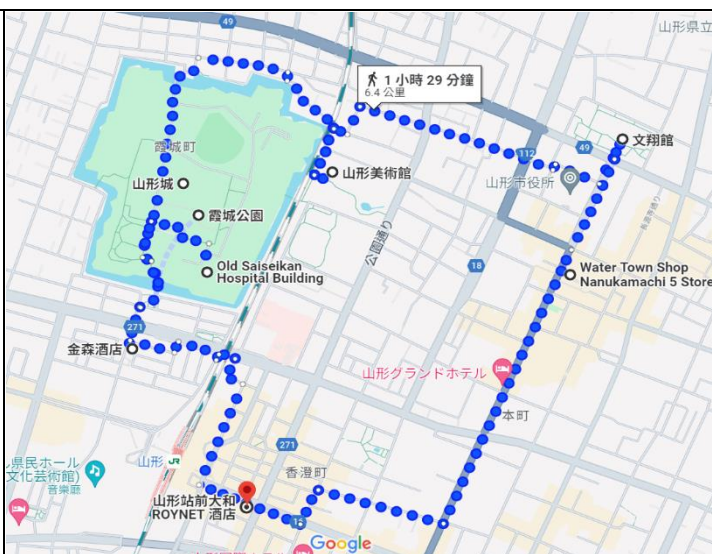 49
山形県立
1 小時 29 分鐘
6.4 公里
文翔館
49
112
霞城町
山形美術館
山形市役所
山形城
霞城公園
公園通り
18
Old Saiseikan
Hospital Building
Water Town Shop
Nanukamachi 5 Store
271
金森酒店
山形グランドホテル
本町
県民ホール
文化芸術館)
音樂廳
山形
JR
271
香澄町
山形站前大和
ROYNET 酒店
Google